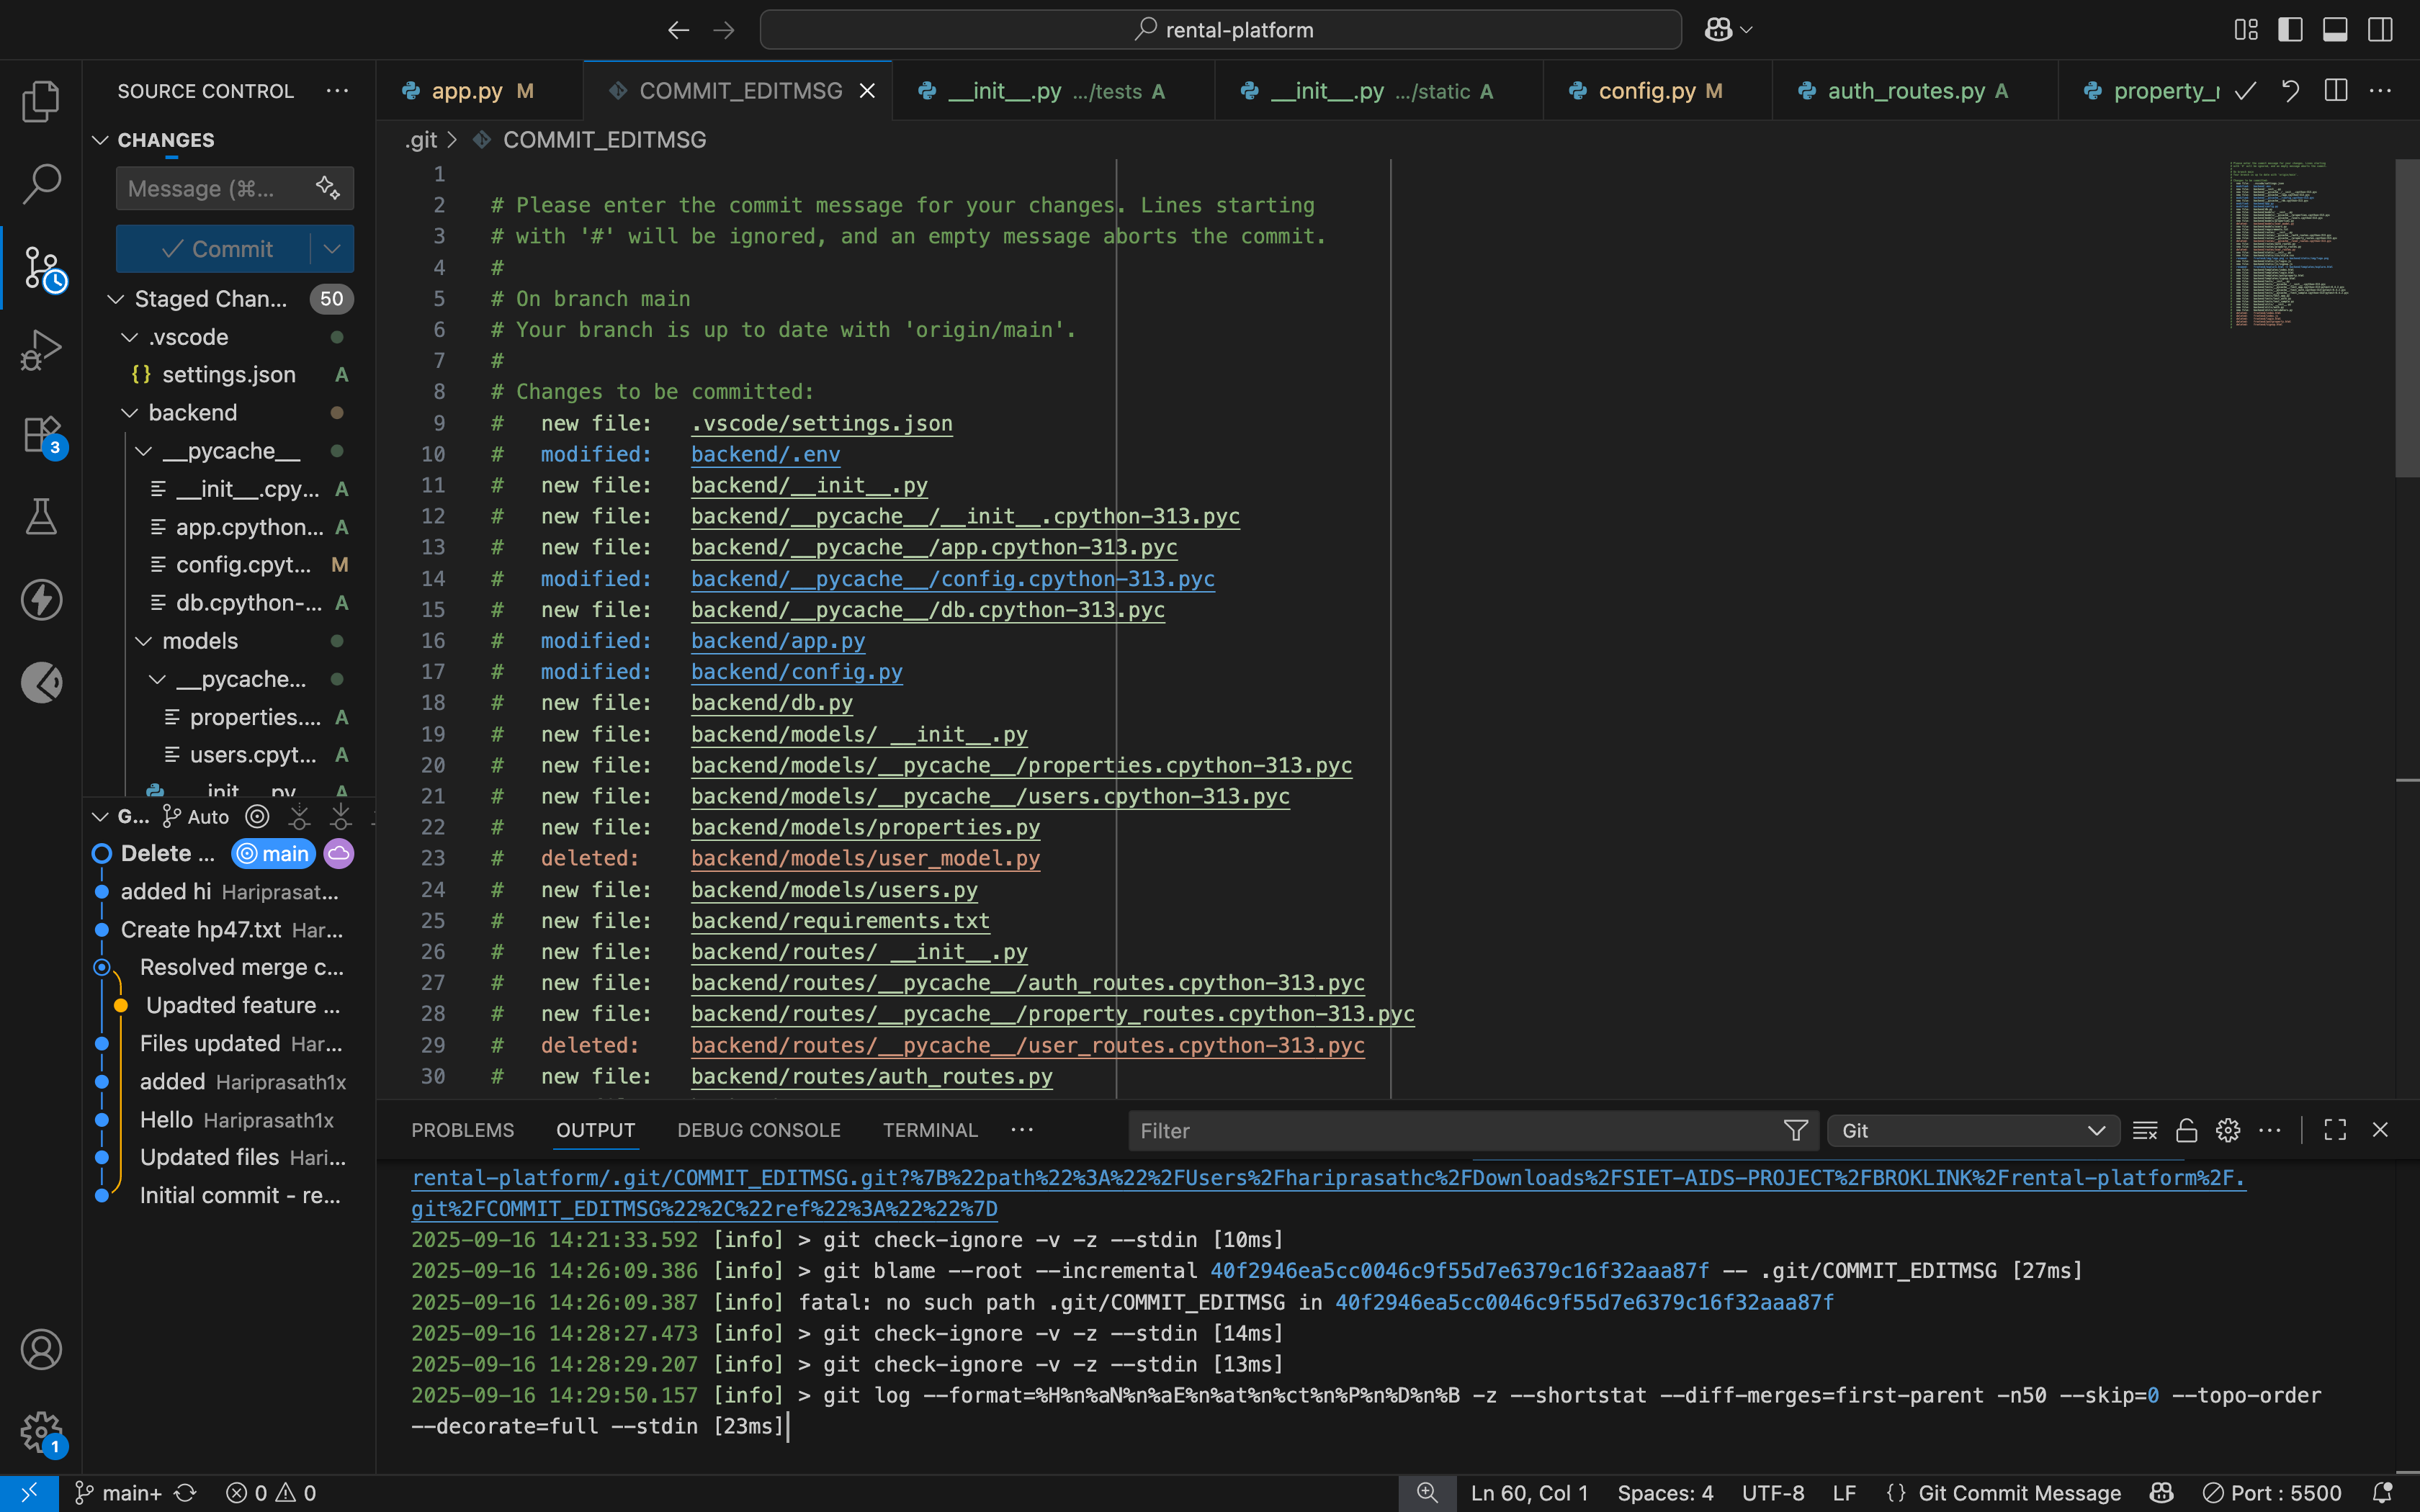 rental-platform
SOURCE CONTROL
app.py M
COMMIT_EDITMSG
__init__.py .../tests A
__init__.py .../static A
config.py M
auth_routes.py A
property_r
CHANGES
.git > COMMIT_EDITMSG
Message (⌘...
Commit
Staged Chan... 50
.vscode
{} settings.json A
backend
__pycache__
__init__.cpy... A
app.cpython... A
config.cpyt... M
db.cpython-... A
models
__pycache...
properties.... A
users.cpyt... A
__init__.py A
3
1
2 # Please enter the commit message for your changes. Lines starting
3 # with '#' will be ignored, and an empty message aborts the commit.
4 #
5 # On branch main
6 # Your branch is up to date with 'origin/main'.
7 #
8 # Changes to be committed:
9 # new file: .vscode/settings.json
10 # modified: backend/.env
11 # new file: backend/__init__.py
12 # new file: backend/__pycache__/__init__.cpython-313.pyc
13 # new file: backend/__pycache__/app.cpython-313.pyc
14 # modified: backend/__pycache__/config.cpython-313.pyc
15 # new file: backend/__pycache__/db.cpython-313.pyc
16 # modified: backend/app.py
17 # modified: backend/config.py
18 # new file: backend/db.py
19 # new file: backend/models/ __init__.py
20 # new file: backend/models/__pycache__/properties.cpython-313.pyc
21 # new file: backend/models/__pycache__/users.cpython-313.pyc
22 # new file: backend/models/properties.py
23 # deleted: backend/models/user_model.py
24 # new file: backend/models/users.py
25 # new file: backend/requirements.txt
26 # new file: backend/routes/ __init__.py
27 # new file: backend/routes/__pycache__/auth_routes.cpython-313.pyc
28 # new file: backend/routes/__pycache__/property_routes.cpython-313.pyc
29 # deleted: backend/routes/__pycache__/user_routes.cpython-313.pyc
30 # new file: backend/routes/auth_routes.py
G... Auto
Delete ... main
added hi Hariprasat...
Create hp47.txt Har...
Resolved merge c...
Upadted feature ...
Files updated Har...
added Hariprasath1x
Hello Hariprasath1x
Updated files Hari...
Initial commit - re...
1
PROBLEMS OUTPUT DEBUG CONSOLE TERMINAL
Filter
Git
rental-platform/.git/COMMIT_EDITMSG.git?%7B%22path%22%3A%22%2FUsers%2Fhariprasathc%2FDownloads%2FSIET-AIDS-PROJECT%2FBROKLINK%2Frental-platform%2F.
git%2FCOMMIT_EDITMSG%22%2C%22ref%22%3A%22%22%7D
2025-09-16 14:21:33.592 [info] > git check-ignore -v -z --stdin [10ms]
2025-09-16 14:26:09.386 [info] > git blame --root --incremental 40f2946ea5cc0046c9f55d7e6379c16f32aaa87f -- .git/COMMIT_EDITMSG [27ms]
2025-09-16 14:26:09.387 [info] fatal: no such path .git/COMMIT_EDITMSG in 40f2946ea5cc0046c9f55d7e6379c16f32aaa87f
2025-09-16 14:28:27.473 [info] > git check-ignore -v -z --stdin [14ms]
2025-09-16 14:28:29.207 [info] > git check-ignore -v -z --stdin [13ms]
2025-09-16 14:29:50.157 [info] > git log --format=%H%n%aN%n%aE%n%at%n%ct%n%P%n%D%n%B -z --shortstat --diff-merges=first-parent -n50 --skip=0 --topo-order
--decorate=full --stdin [23ms]
main+ 0 0
Ln 60, Col 1 Spaces: 4 UTF-8 LF {} Git Commit Message Port : 5500